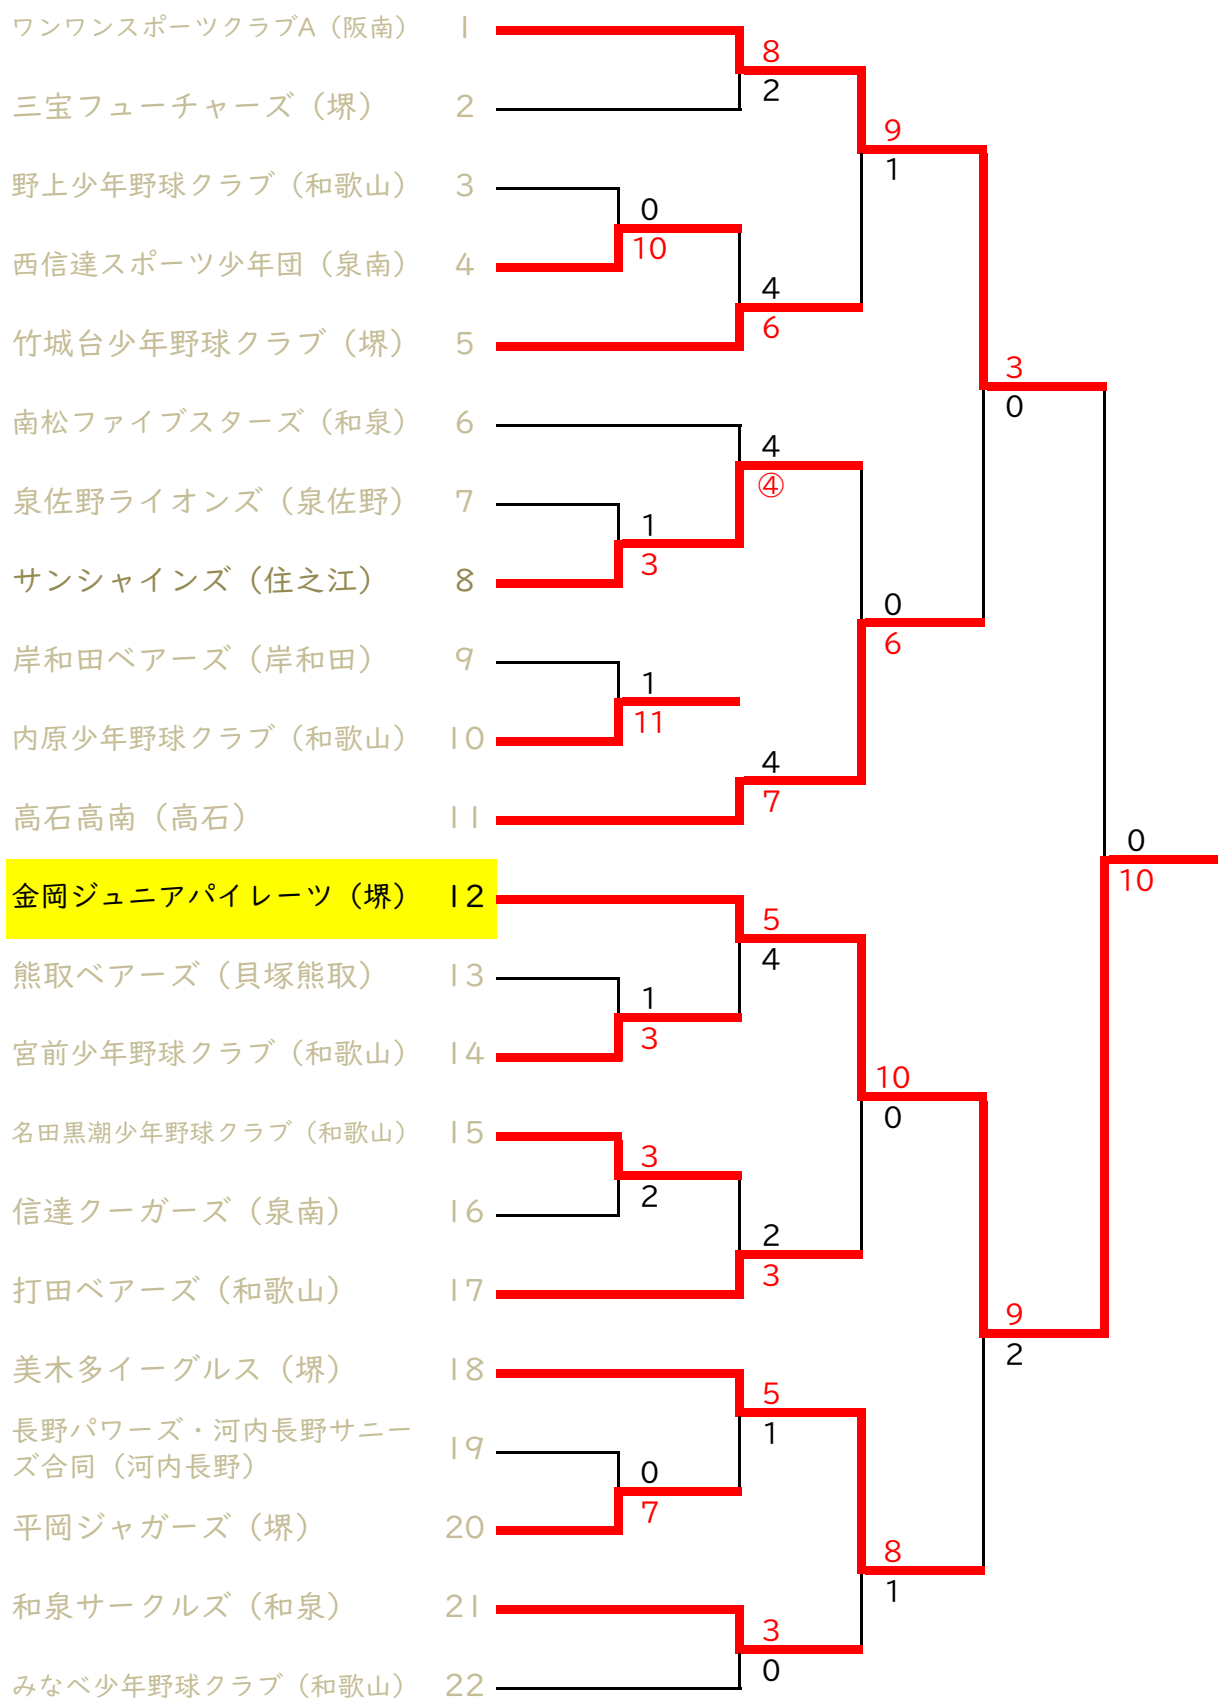 ワンワンスポーツクラブA（阪南） 1
8
2
三宝フューチャーズ（堺） 2
9
1
野上少年野球クラブ（和歌山） 3
0
10
西信達スポーツ少年団（泉南） 4
4
6
竹城台少年野球クラブ（堺） 5
3
0
南松ファイブスターズ（和泉） 6
4
④
泉佐野ライオンズ（泉佐野） 7
1
3
サンシャインズ（住之江） 8
0
6
岸和田ベアーズ（岸和田） 9
1
11
内原少年野球クラブ（和歌山） 10
4
7
高石高南（高石） 11
0
10
金岡ジュニアパイレーツ（堺） 12
5
4
熊取ベアーズ（貝塚熊取） 13
1
3
宮前少年野球クラブ（和歌山） 14
10
0
名田黒潮少年野球クラブ（和歌山） 15
3
2
信達クーガーズ（泉南） 16
2
3
打田ベアーズ（和歌山） 17
9
2
美木多イーグルス（堺） 18
5
1
長野パワーズ・河内長野サニー
ズ合同（河内長野） 19
0
7
平岡ジャガーズ（堺） 20
8
1
和泉サークルズ（和泉） 21
3
0
みなべ少年野球クラブ（和歌山） 22